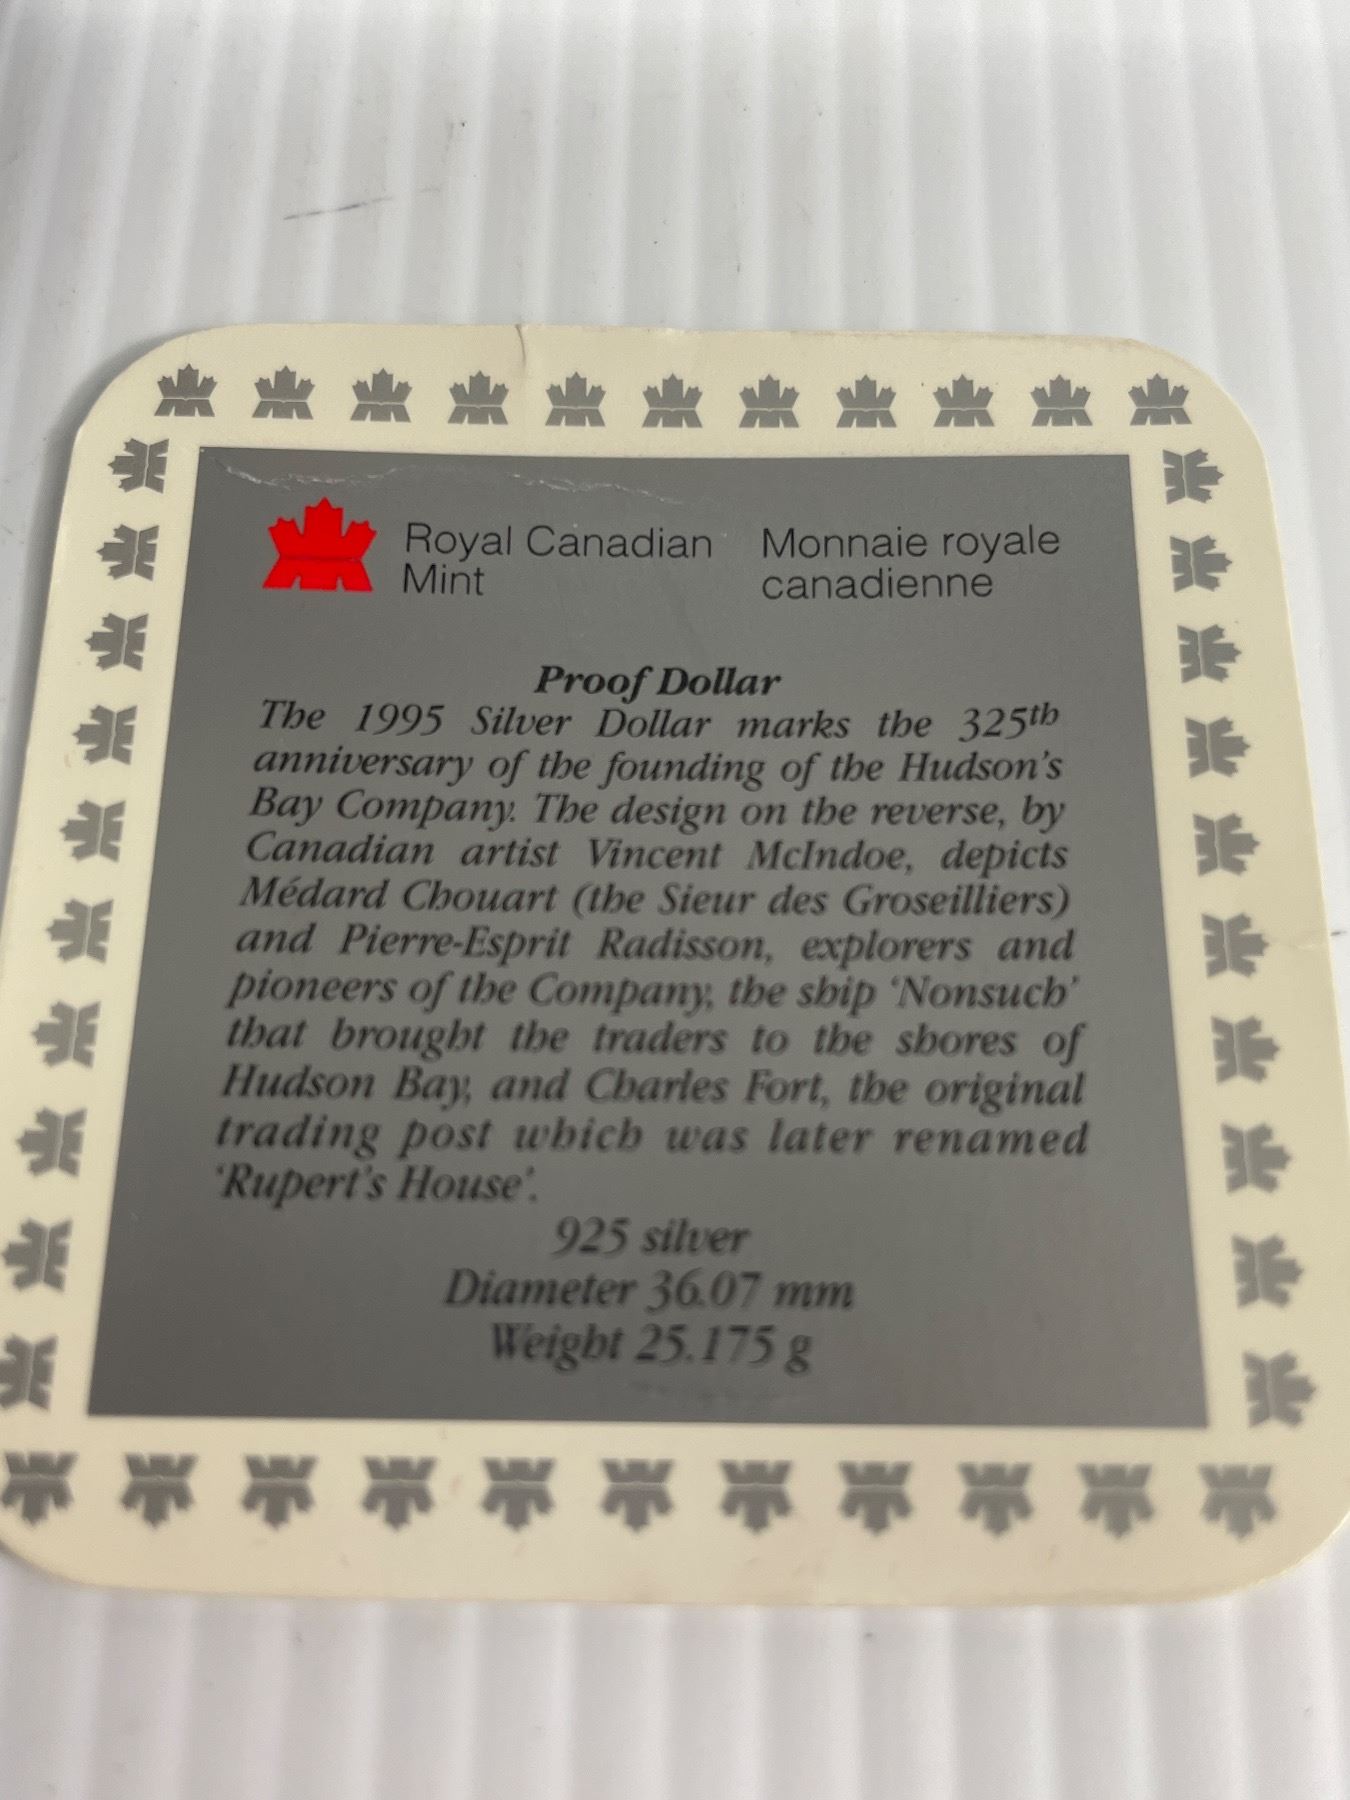 Royal Canadian Mint
Monnaie royale canadienne
Proof Dollar
The 1995 Silver Dollar marks the 325th
anniversary of the founding of the Hudson's
Bay Company. The design on the reverse, by
Canadian artist Vincent McIndoe, depicts
Médard Chouart (the Sieur des Groseilliers)
and Pierre-Esprit Radisson, explorers and
pioneers of the Company, the ship 'Nonsuch'
that brought the traders to the shores of
Hudson Bay, and Charles Fort, the original
trading post which was later renamed
'Rupert's House'.
925 silver
Diameter 36.07 mm
Weight 25.175 g